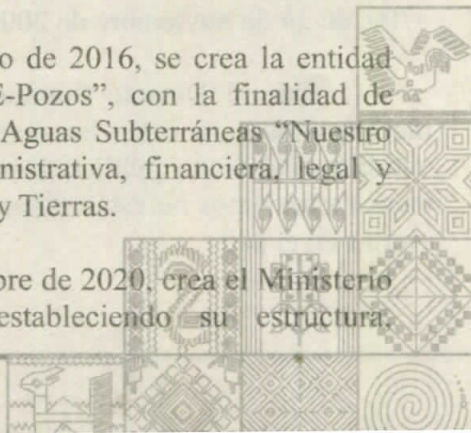 o de 2016, se crea la entidad
E-Pozos”, con la finalidad de
Aguas Subterráneas “Nuestro
ninistrativa, financiera, legal y
y Tierras.
bre de 2020, crea el Ministerio
estableciendo su estructura,